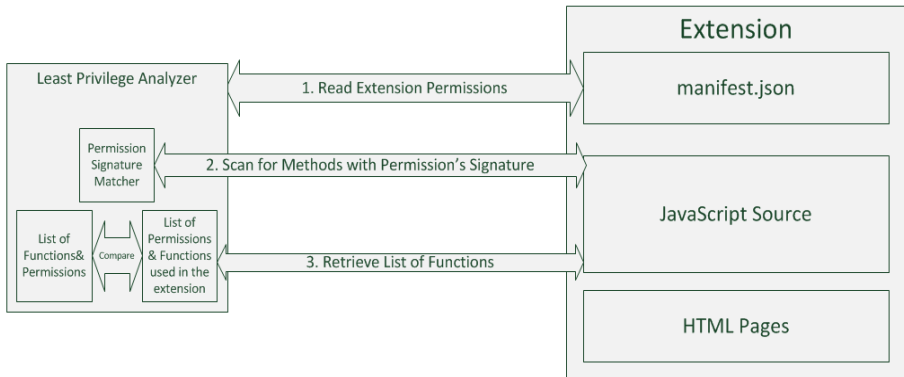 Extension
Least Privilege Analyzer
1. Read Extension Permissions
manifest.json
Permission
Signature
Matcher
2. Scan for Methods with Permission's Signature
JavaScript Source
List of
Functions&
Permissions
Compare
List of
Permissions
& Functions
used in the
extension
3. Retrieve List of Functions
HTML Pages